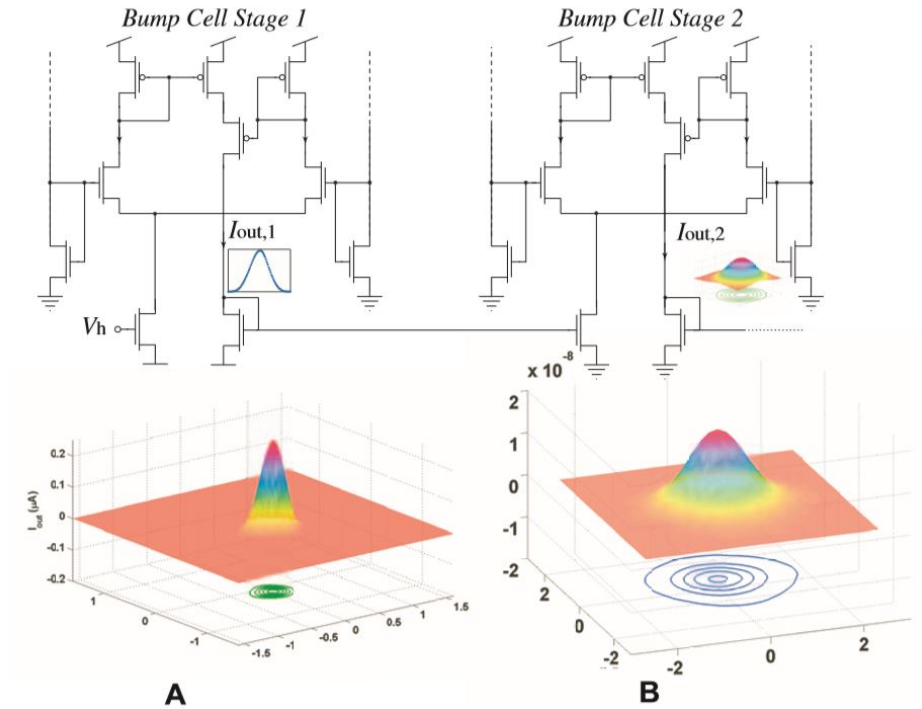 Bump Cell Stage 1
Bump Cell Stage 2
Iout,1
Iout,2
Vh
x 10-8
0.2
0.1
0
-0.1
-0.2
Iout (μA)
1
0
-1
-1.5
-1
-0.5
0
0.5
1
1.5
2
1
0
-1
-2
2
0
-2
-2
0
2
A
B